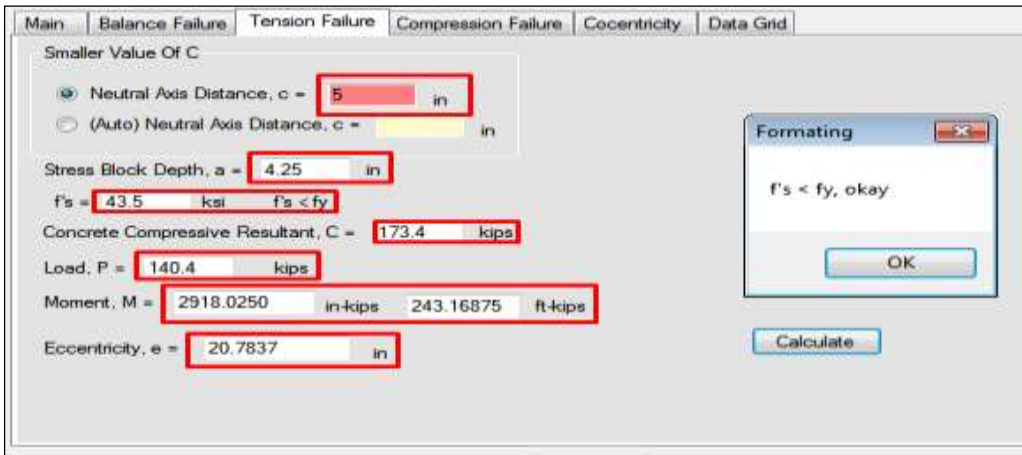 Main Balance Failure Tension Failure Compression Failure Cocentricity Data Grid
Smaller Value Of C
Neutral Axis Distance, c = 5 in
(Auto) Neutral Axis Distance, c = in
Stress Block Depth, a = 4.25 in
f's = 43.5 ksi f's < fy
Concrete Compressive Resultant, C = 173.4 kips
Load, P = 140.4 kips
Moment, M = 2918.0250 in-kips 243.16875 ft-kips
Eccentricity, e = 20.7837 in
Formating
f's < fy, okay
OK
Calculate